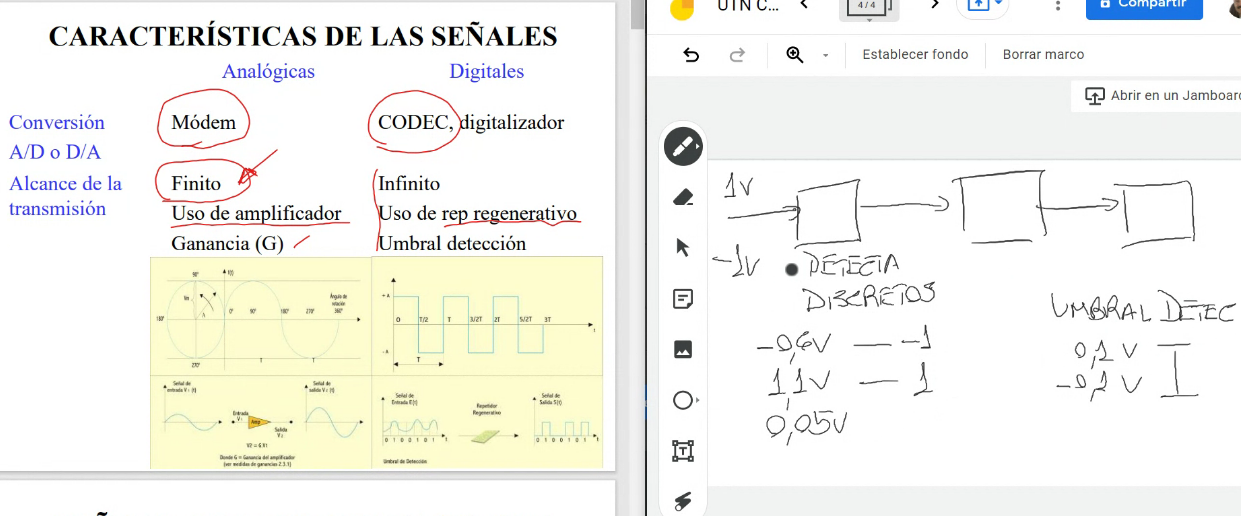 CARACTERÍSTICAS DE LAS SEÑALES
Analógicas Digitales
Conversión Módem CODEC, digitalizador
A/D o D/A
Alcance de la Finito Infinito
transmisión
Uso de amplificador Uso de rep regenerativo
Ganancia (G) Umbral detección
90° f(t)
Vm
180° 0° 90° 180° 270° 360°
Ángulo de
rotación
270°
+ A
0 T/2 T 3/2T 2T 5/2T 3T
t
- A
T
Señal de
entrada V₁ (t)
Señal de
salida V₂ (t)
Entrada
V₁
Amp
Salida
V₂
V2 = G.V1
Donde G = Ganancia del amplificador
(ver medidas de ganancias 2.3.1)
Señal de
Entrada E(t)
Repetidor
Regenerativo
Señal de
Salida S(t)
0 1 0 0 1 0 1 t
0 1 0 0 1 0 1 t
Umbral de Detección
UTN C...
4 / 4
Compartir
Establecer fondo
Borrar marco
Abrir en un Jamboar
1V
-1V
DETECTA
DISCRETOS
-0,6V — -1
1,1V — 1
0,05V
UMBRAL DETEC
0,1 V
-0,1 V